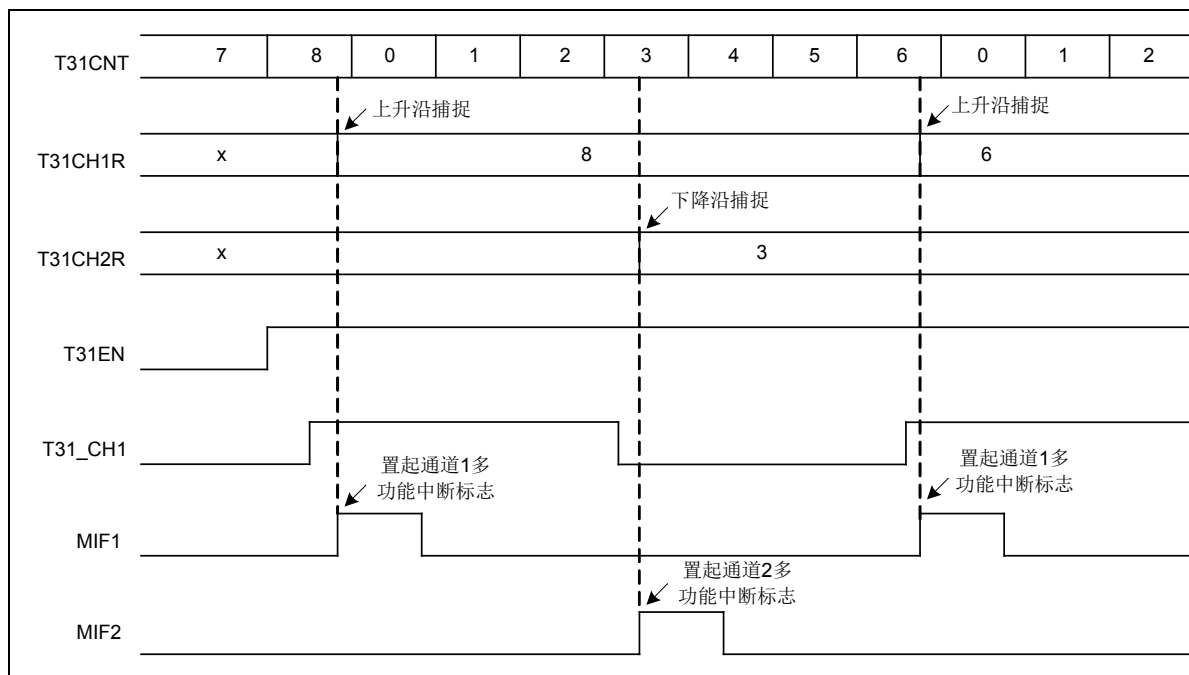 T31CNT 7 8 0 1 2 3 4 5 6 0 1 2
上升沿捕捉 上升沿捕捉
T31CH1R x 8 6
下降沿捕捉
T31CH2R x 3
T31EN
T31_CH1
置起通道1多
功能中断标志
置起通道1多
功能中断标志
MIF1
置起通道2多
功能中断标志
MIF2